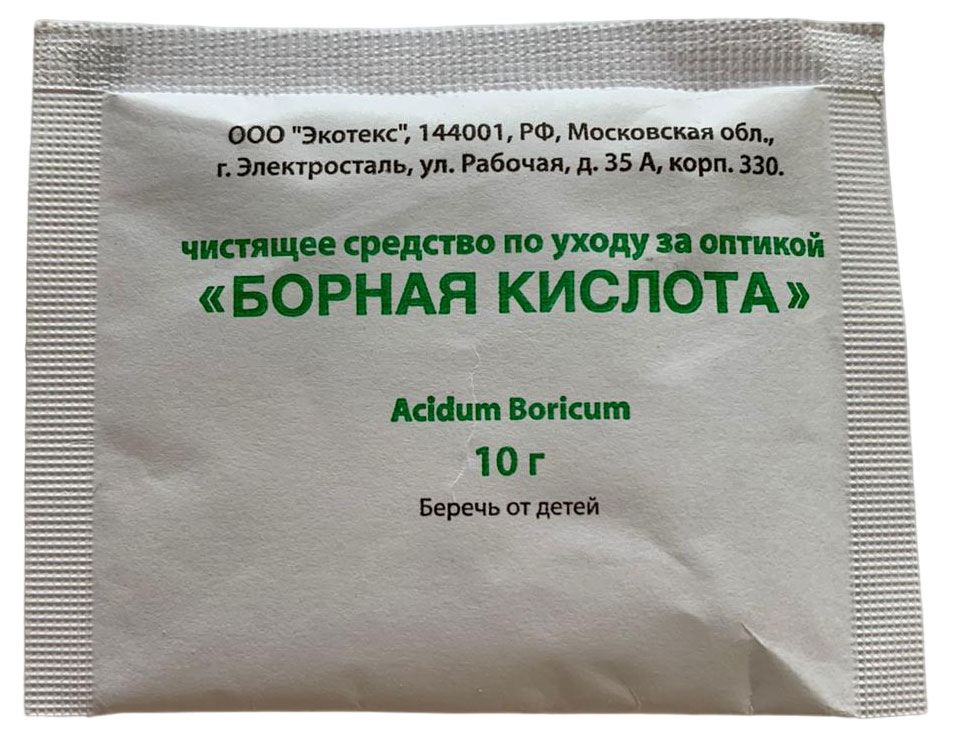 ООО "Экотекс", 144001, РФ, Московская обл.,
г. Электросталь, ул. Рабочая, д. 35 А, корп. 330.
чистящее средство по уходу за оптикой
«БОРНАЯ КИСЛОТА»
Acidum Boricum
10 г
Беречь от детей